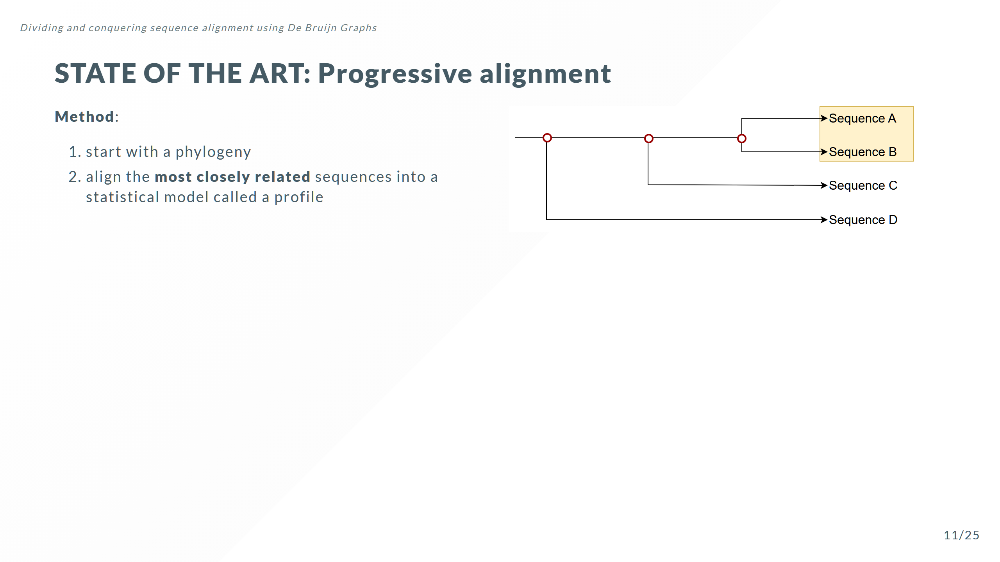 Dividing and conquering sequence alignment using De Bruijn Graphs
STATE OF THE ART: Progressive alignment
Method:
1. start with a phylogeny
2. align the most closely related sequences into a
statistical model called a profile
Sequence A
Sequence B
Sequence C
Sequence D
11/25